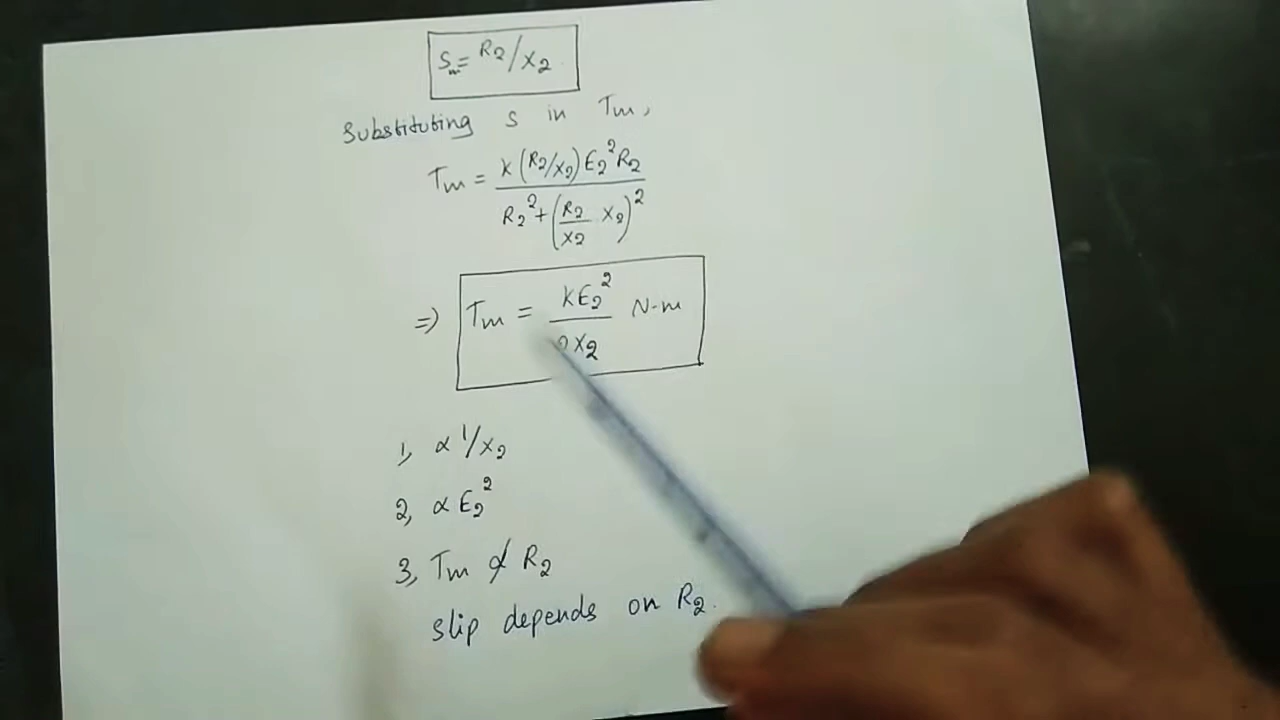 Sm = R2/X2
Substituting S in Tm,
Tm = K (R2/X2) E2² R2 / R2² + (R2/X2 X2)²
=> Tm = KE2² / 2X2 N-m
1, ∝ 1/X2
2, ∝ E2²
3, Tm ∝̸ R2
slip depends on R2.